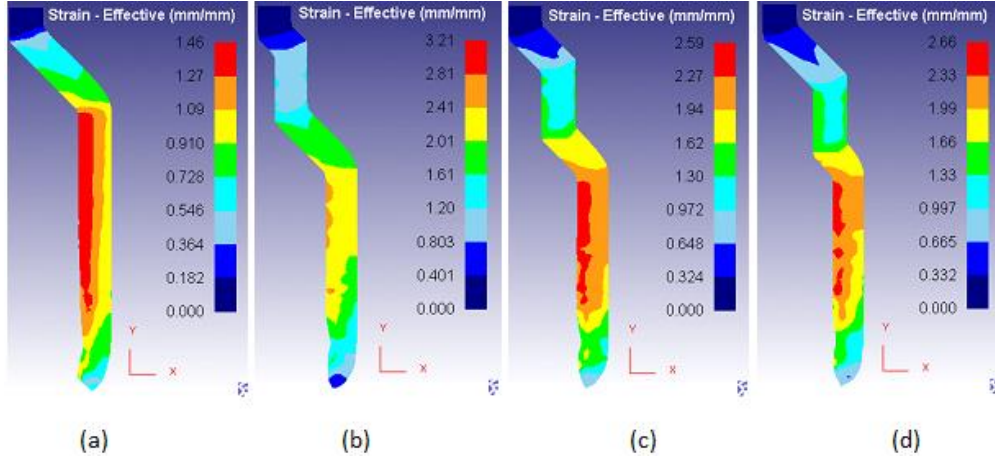 Strain - Effective (mm/mm)
1.46
1.27
1.09
0.910
0.728
0.546
0.364
0.182
0.000
Y
X
(a)
Strain - Effective (mm/mm)
3.21
2.81
2.41
2.01
1.61
1.20
0.803
0.401
0.000
Y
X
(b)
Strain - Effective (mm/mm)
2.59
2.27
1.94
1.62
1.30
0.972
0.648
0.324
0.000
Y
X
(c)
Strain - Effective (mm/mm)
2.66
2.33
1.99
1.66
1.33
0.997
0.665
0.332
0.000
Y
X
(d)